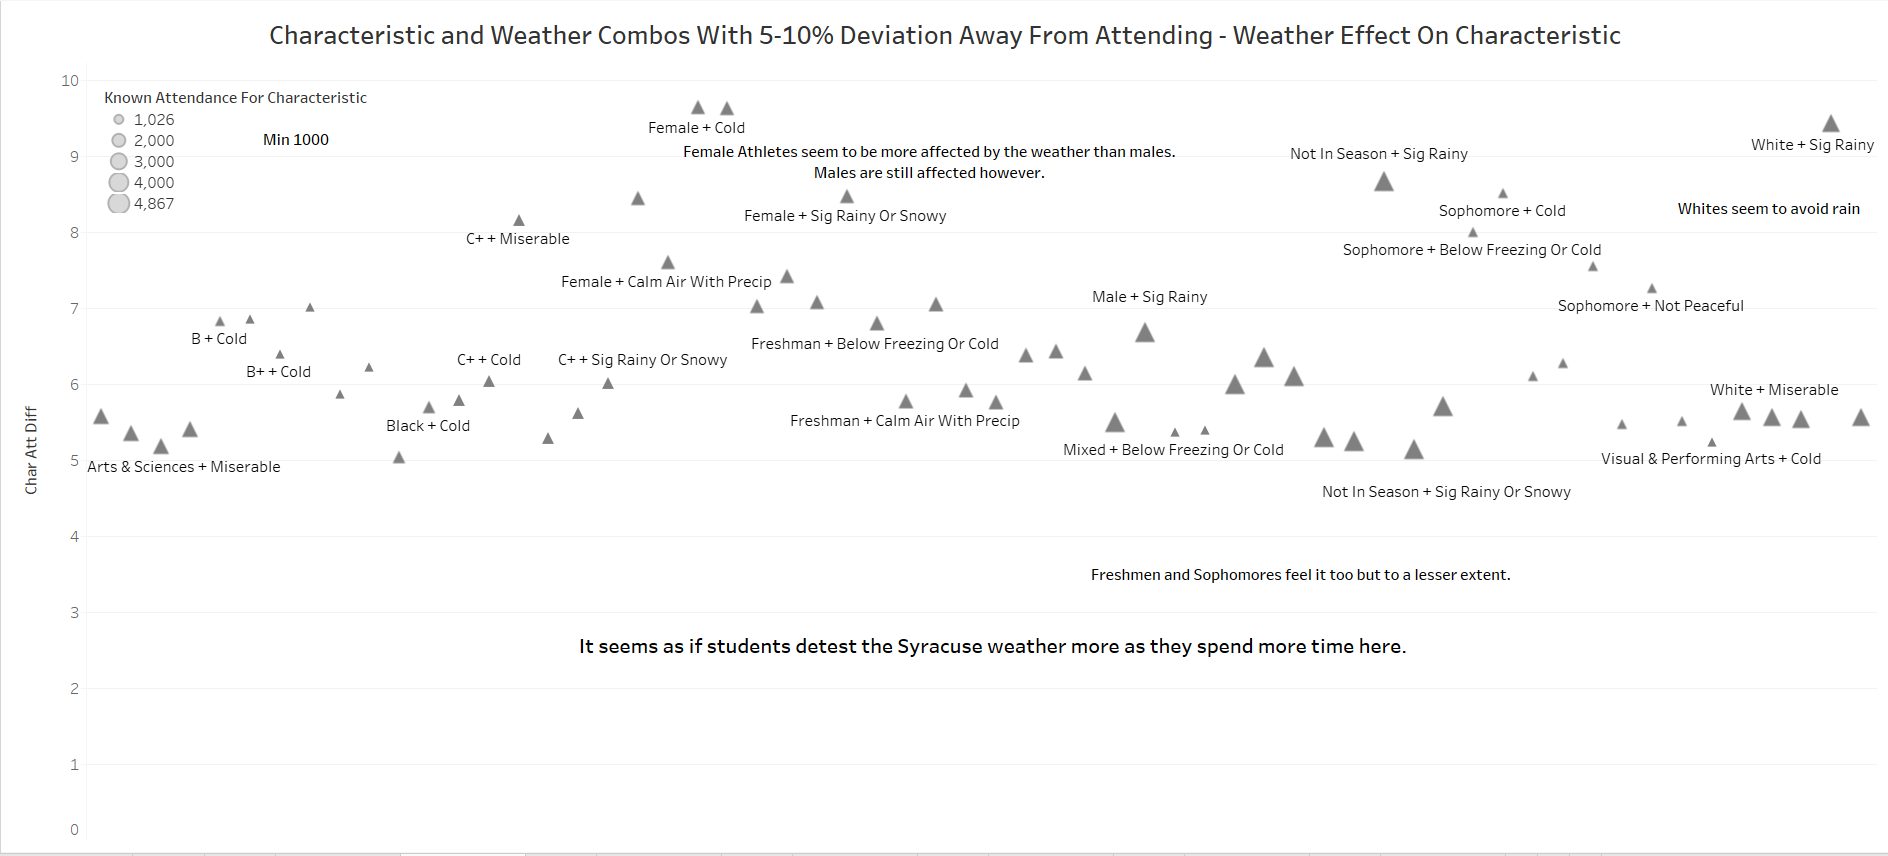 Characteristic and Weather Combos With 5-10% Deviation Away From Attending - Weather Effect On Characteristic
10
Known Attendance For Characteristic
1,026
2,000
3,000
4,000
4,867
Min 1000
Female + Cold
Female Athletes seem to be more affected by the weather than males.
Males are still affected however.
White + Sig Rainy
Not In Season + Sig Rainy
9
Whites seem to avoid rain
Sophomore + Cold
Female + Sig Rainy Or Snowy
C+ + Miserable
8
Sophomore + Below Freezing Or Cold
Female + Calm Air With Precip
Male + Sig Rainy
Sophomore + Not Peaceful
7
B + Cold
Freshman + Below Freezing Or Cold
C+ + Cold
C+ + Sig Rainy Or Snowy
B+ + Cold
6
White + Miserable
Freshman + Calm Air With Precip
Black + Cold
Mixed + Below Freezing Or Cold
Visual & Performing Arts + Cold
5
Arts & Sciences + Miserable
Not In Season + Sig Rainy Or Snowy
Char Att Diff
4
Freshmen and Sophomores feel it too but to a lesser extent.
3
It seems as if students detest the Syracuse weather more as they spend more time here.
2
1
0